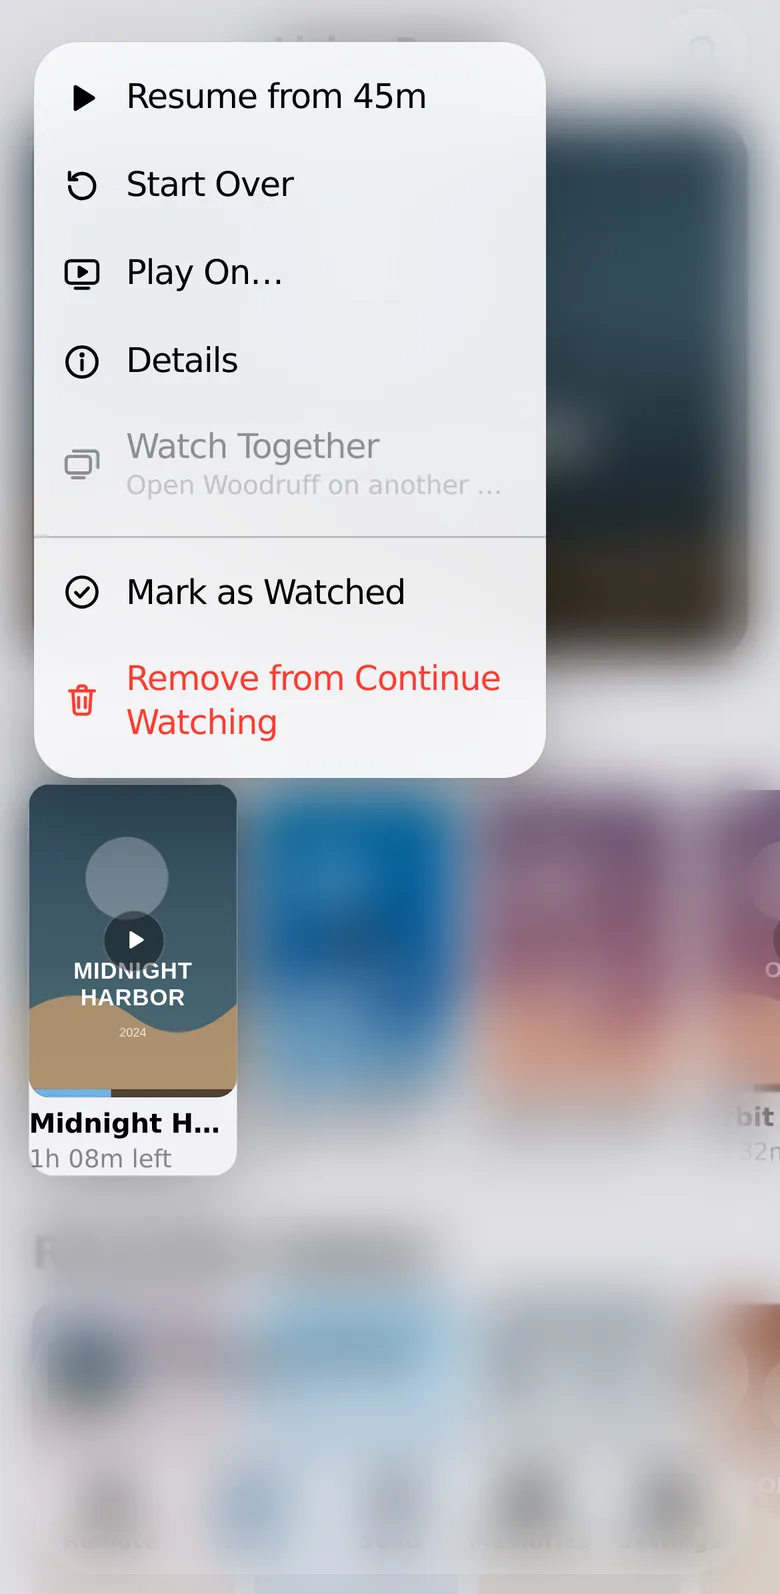 Resume from 45m
Start Over
Play On…
Details
Watch Together
Open Woodruff on another …
Mark as Watched
Remove from Continue
Watching
MIDNIGHT
HARBOR
2024
Midnight H…
1h 08m left